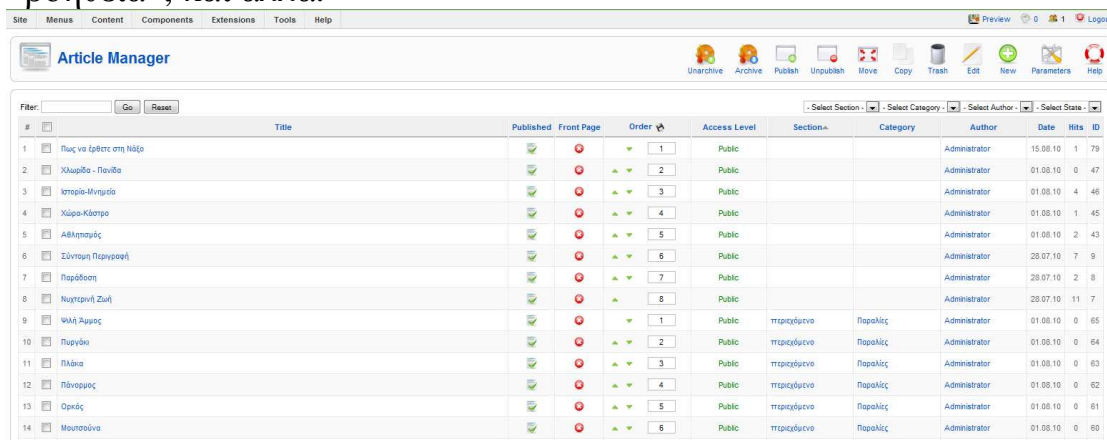 βοήθεια", και άλλα.
Site Menus Content Components Extensions Tools Help Preview 0 1 Logout
Article Manager Unarchive Archive Publish Unpublish Move Copy Trash Edit New Parameters Help
Filter: Go Reset - Select Section - - Select Category - - Select Author - - Select State -
# Title Published Front Page Order Access Level Section Category Author Date Hits ID
1 Πως να έρθετε στη Νάξο 1 Public Administrator 15.08.10 1 79
2 Χλωρίδα - Πανίδα 2 Public Administrator 01.08.10 0 47
3 Ιστορία-Μνημεία 3 Public Administrator 01.08.10 4 46
4 Χώρα-Κάστρο 4 Public Administrator 01.08.10 1 45
5 Αθλητισμός 5 Public Administrator 01.08.10 2 43
6 Σύντομη Περιγραφή 6 Public Administrator 28.07.10 7 9
7 Παράδοση 7 Public Administrator 28.07.10 2 8
8 Νυχτερινή Ζωή 8 Public Administrator 28.07.10 11 7
9 Ψιλή Άμμος 1 Public περιεχόμενο Παραλίες Administrator 01.08.10 0 65
10 Πυργάκι 2 Public περιεχόμενο Παραλίες Administrator 01.08.10 0 64
11 Πλάκα 3 Public περιεχόμενο Παραλίες Administrator 01.08.10 0 63
12 Πάνορμος 4 Public περιεχόμενο Παραλίες Administrator 01.08.10 0 62
13 Ορκός 5 Public περιεχόμενο Παραλίες Administrator 01.08.10 0 61
14 Μουτσούνα 6 Public περιεχόμενο Παραλίες Administrator 01.08.10 0 60